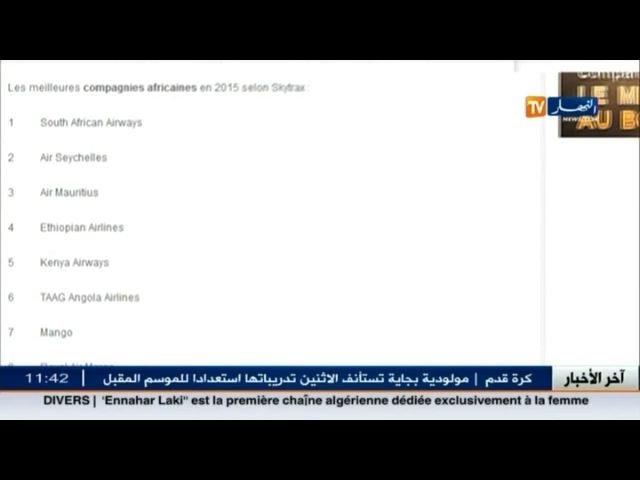 Les meilleures compagnies africaines en 2015 selon Skytrax :
1 South African Airways
2 Air Seychelles
3 Air Mauritius
4 Ethiopian Airlines
5 Kenya Airways
6 TAAG Angola Airlines
7 Mango
LE
AU
TV النهار
آخر الأخبار
كرة قدم | مولودية بجاية تستأنف الاثنين تدريباتها استعدادا للموسم المقبل
11:42
DIVERS | 'Ennahar Laki" est la première chaîne algérienne dédiée exclusivement à la femme